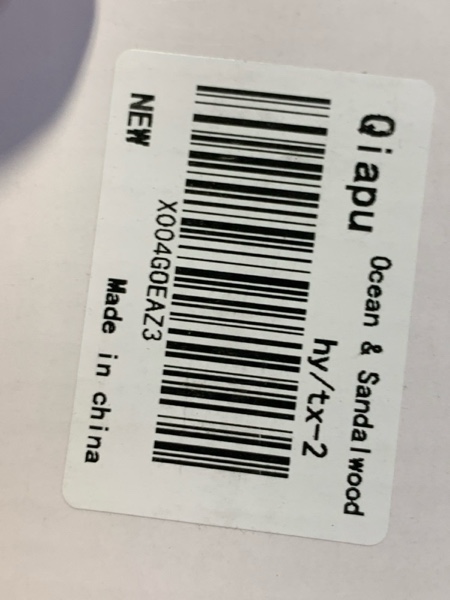 Qiapu Ocean & Sandalwood
hy/tx-2
X004G0EAZ3
NEW Made in china